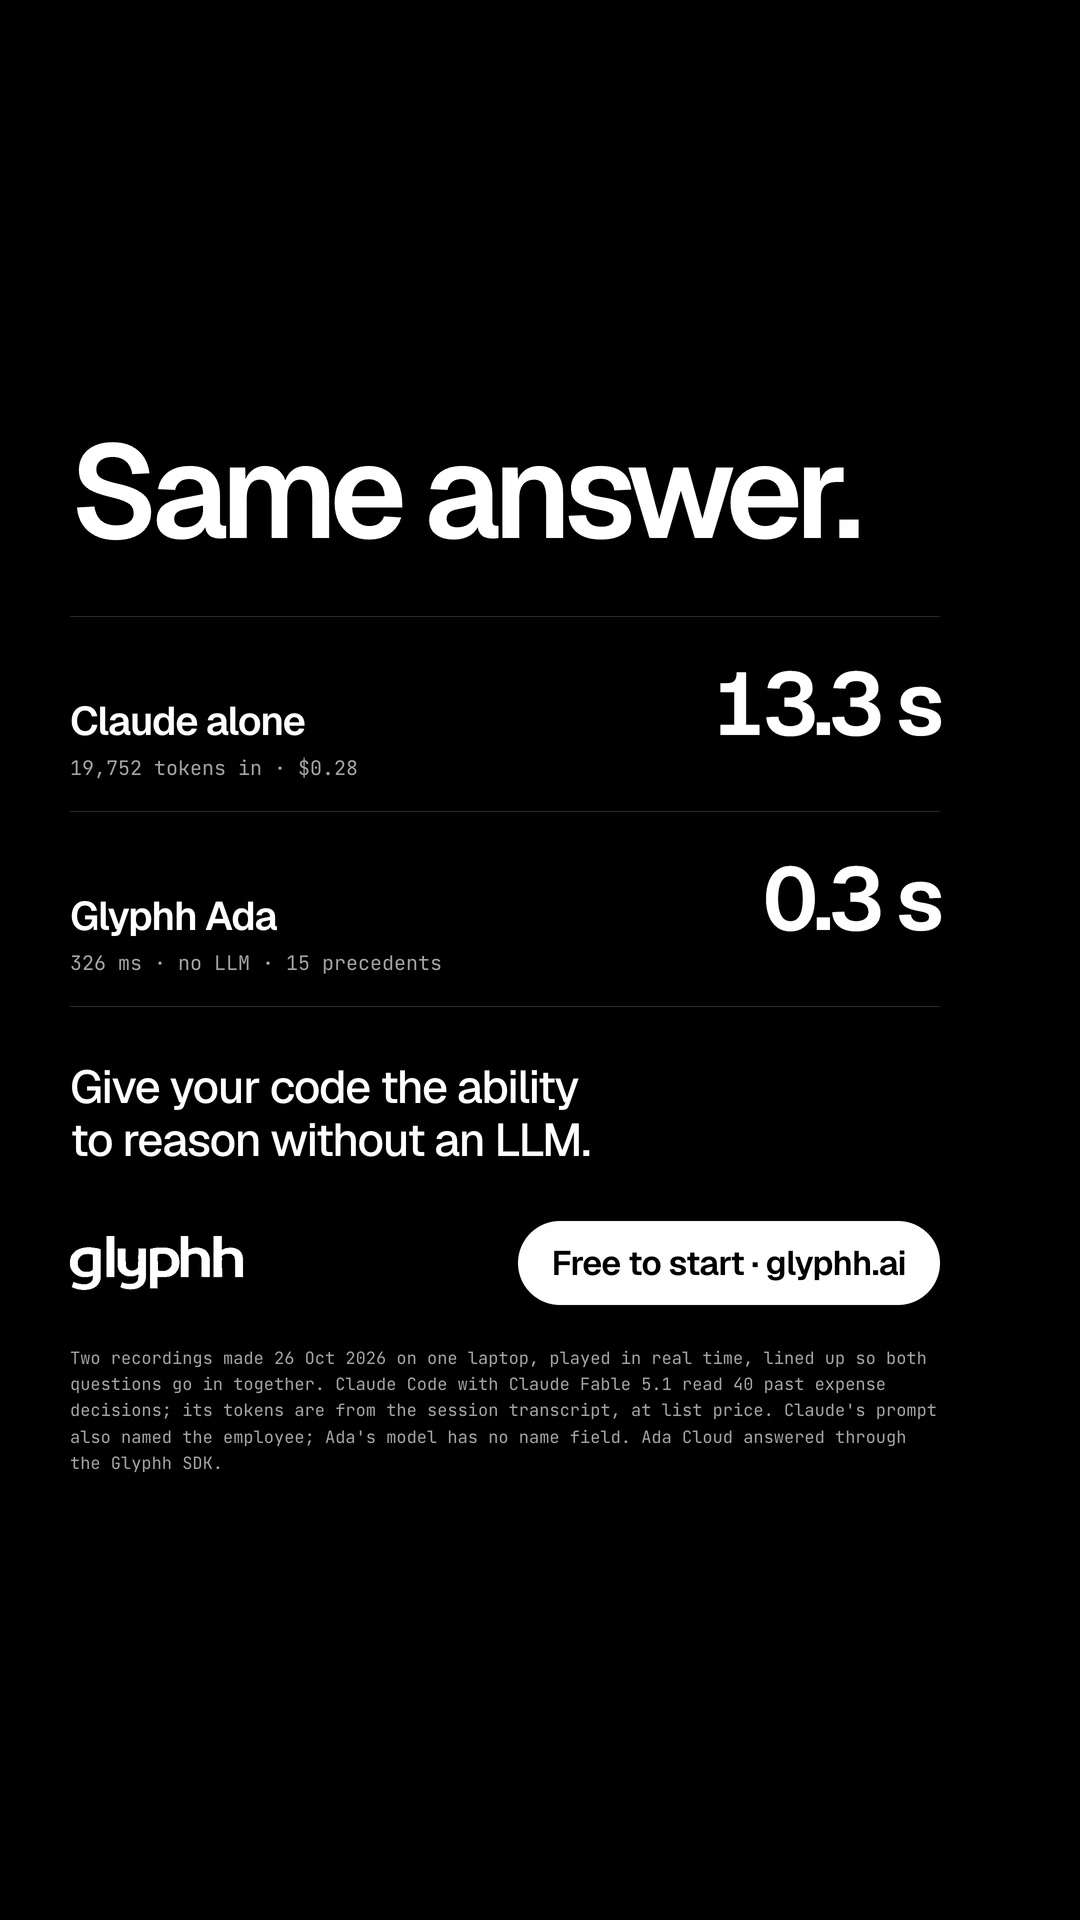 Same answer.
Claude alone
13.3 s
19,752 tokens in · $0.28
Glyphh Ada
0.3 s
326 ms · no LLM · 15 precedents
Give your code the ability
to reason without an LLM.
glyphh
Free to start · glyphh.ai
Two recordings made 26 Oct 2026 on one laptop, played in real time, lined up so both
questions go in together. Claude Code with Claude Fable 5.1 read 40 past expense
decisions; its tokens are from the session transcript, at list price. Claude's prompt
also named the employee; Ada's model has no name field. Ada Cloud answered through
the Glyphh SDK.